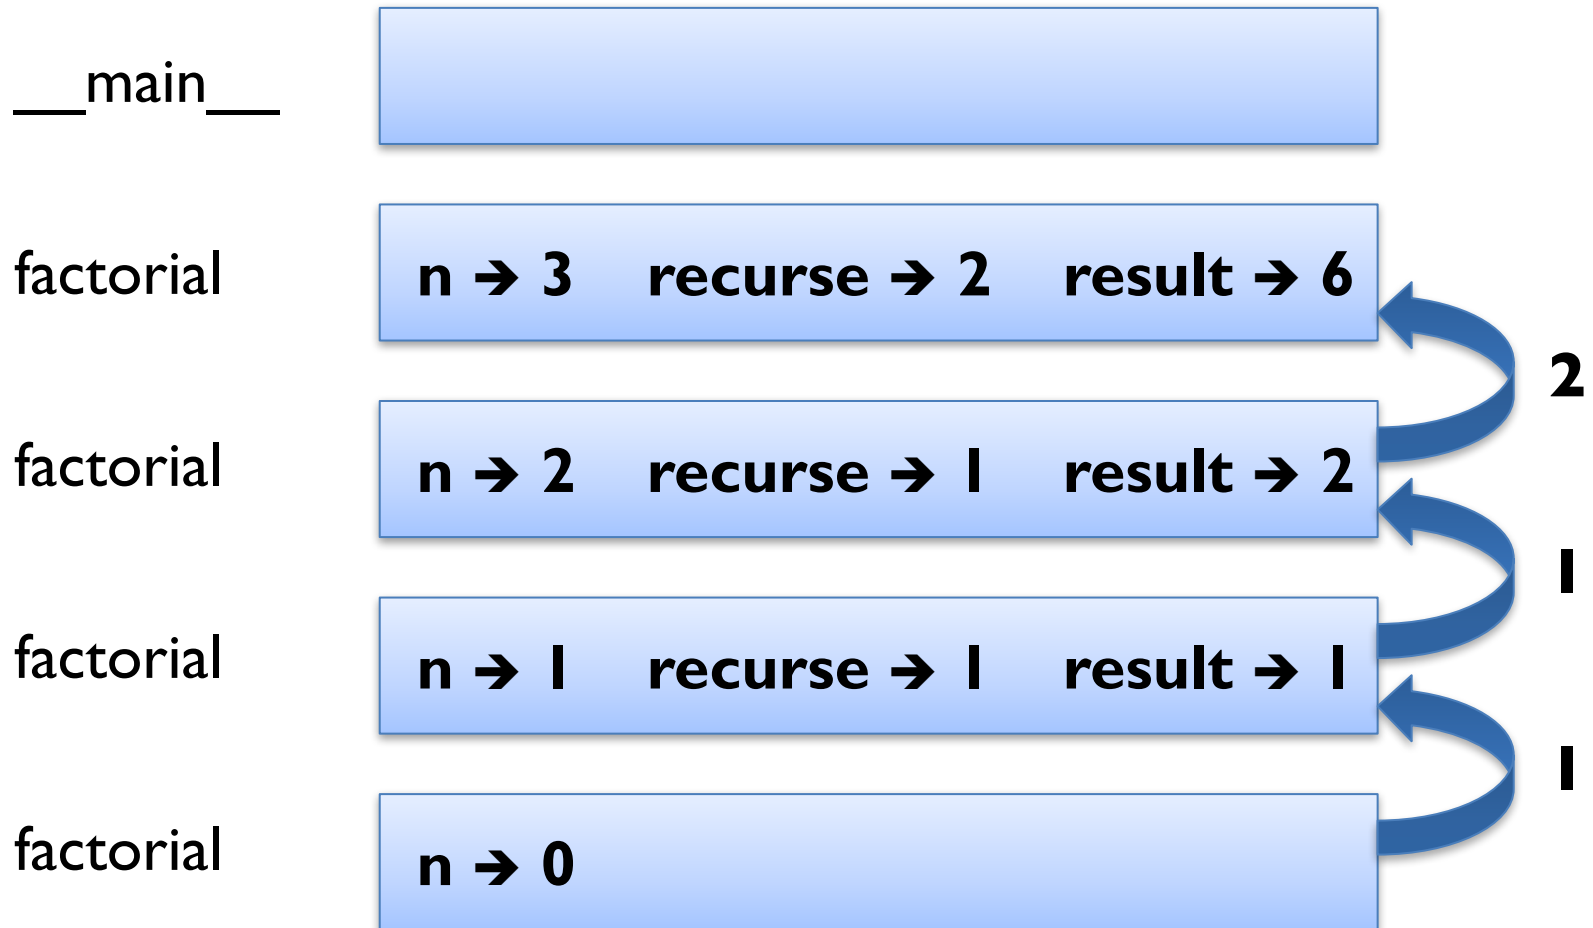 __main__
factorial n ➔ 3 recurse ➔ 2 result ➔ 6
2
factorial n ➔ 2 recurse ➔ 1 result ➔ 2
1
factorial n ➔ 1 recurse ➔ 1 result ➔ 1
1
factorial n ➔ 0